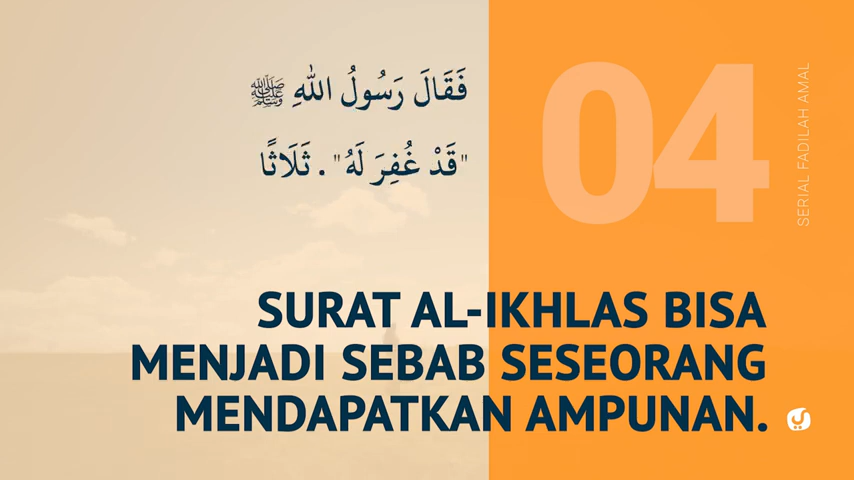 فَقَالَ رَسُولُ اللهِ ﷺ
"قَدْ غُفِرَ لَهُ" . ثَلَاثًا
04
SERIAL FADILAH AMAL
SURAT AL-IKHLAS BISA
MENJADI SEBAB SESEORANG
MENDAPATKAN AMPUNAN.